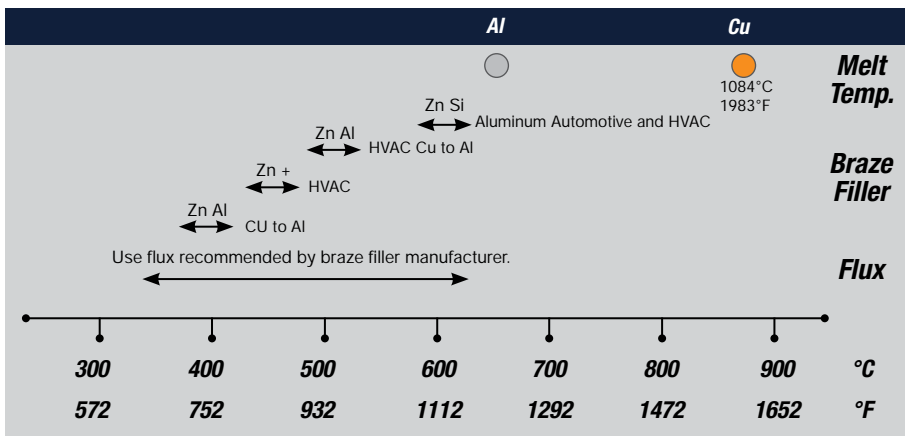 Al Cu
Melt
Temp.
1084°C
1983°F
Zn Si
Aluminum Automotive and HVAC
Zn Al
HVAC Cu to Al
Braze
Filler
Zn +
HVAC
Zn Al
CU to Al
Use flux recommended by braze filler manufacturer.
Flux
300 400 500 600 700 800 900 °C
572 752 932 1112 1292 1472 1652 °F